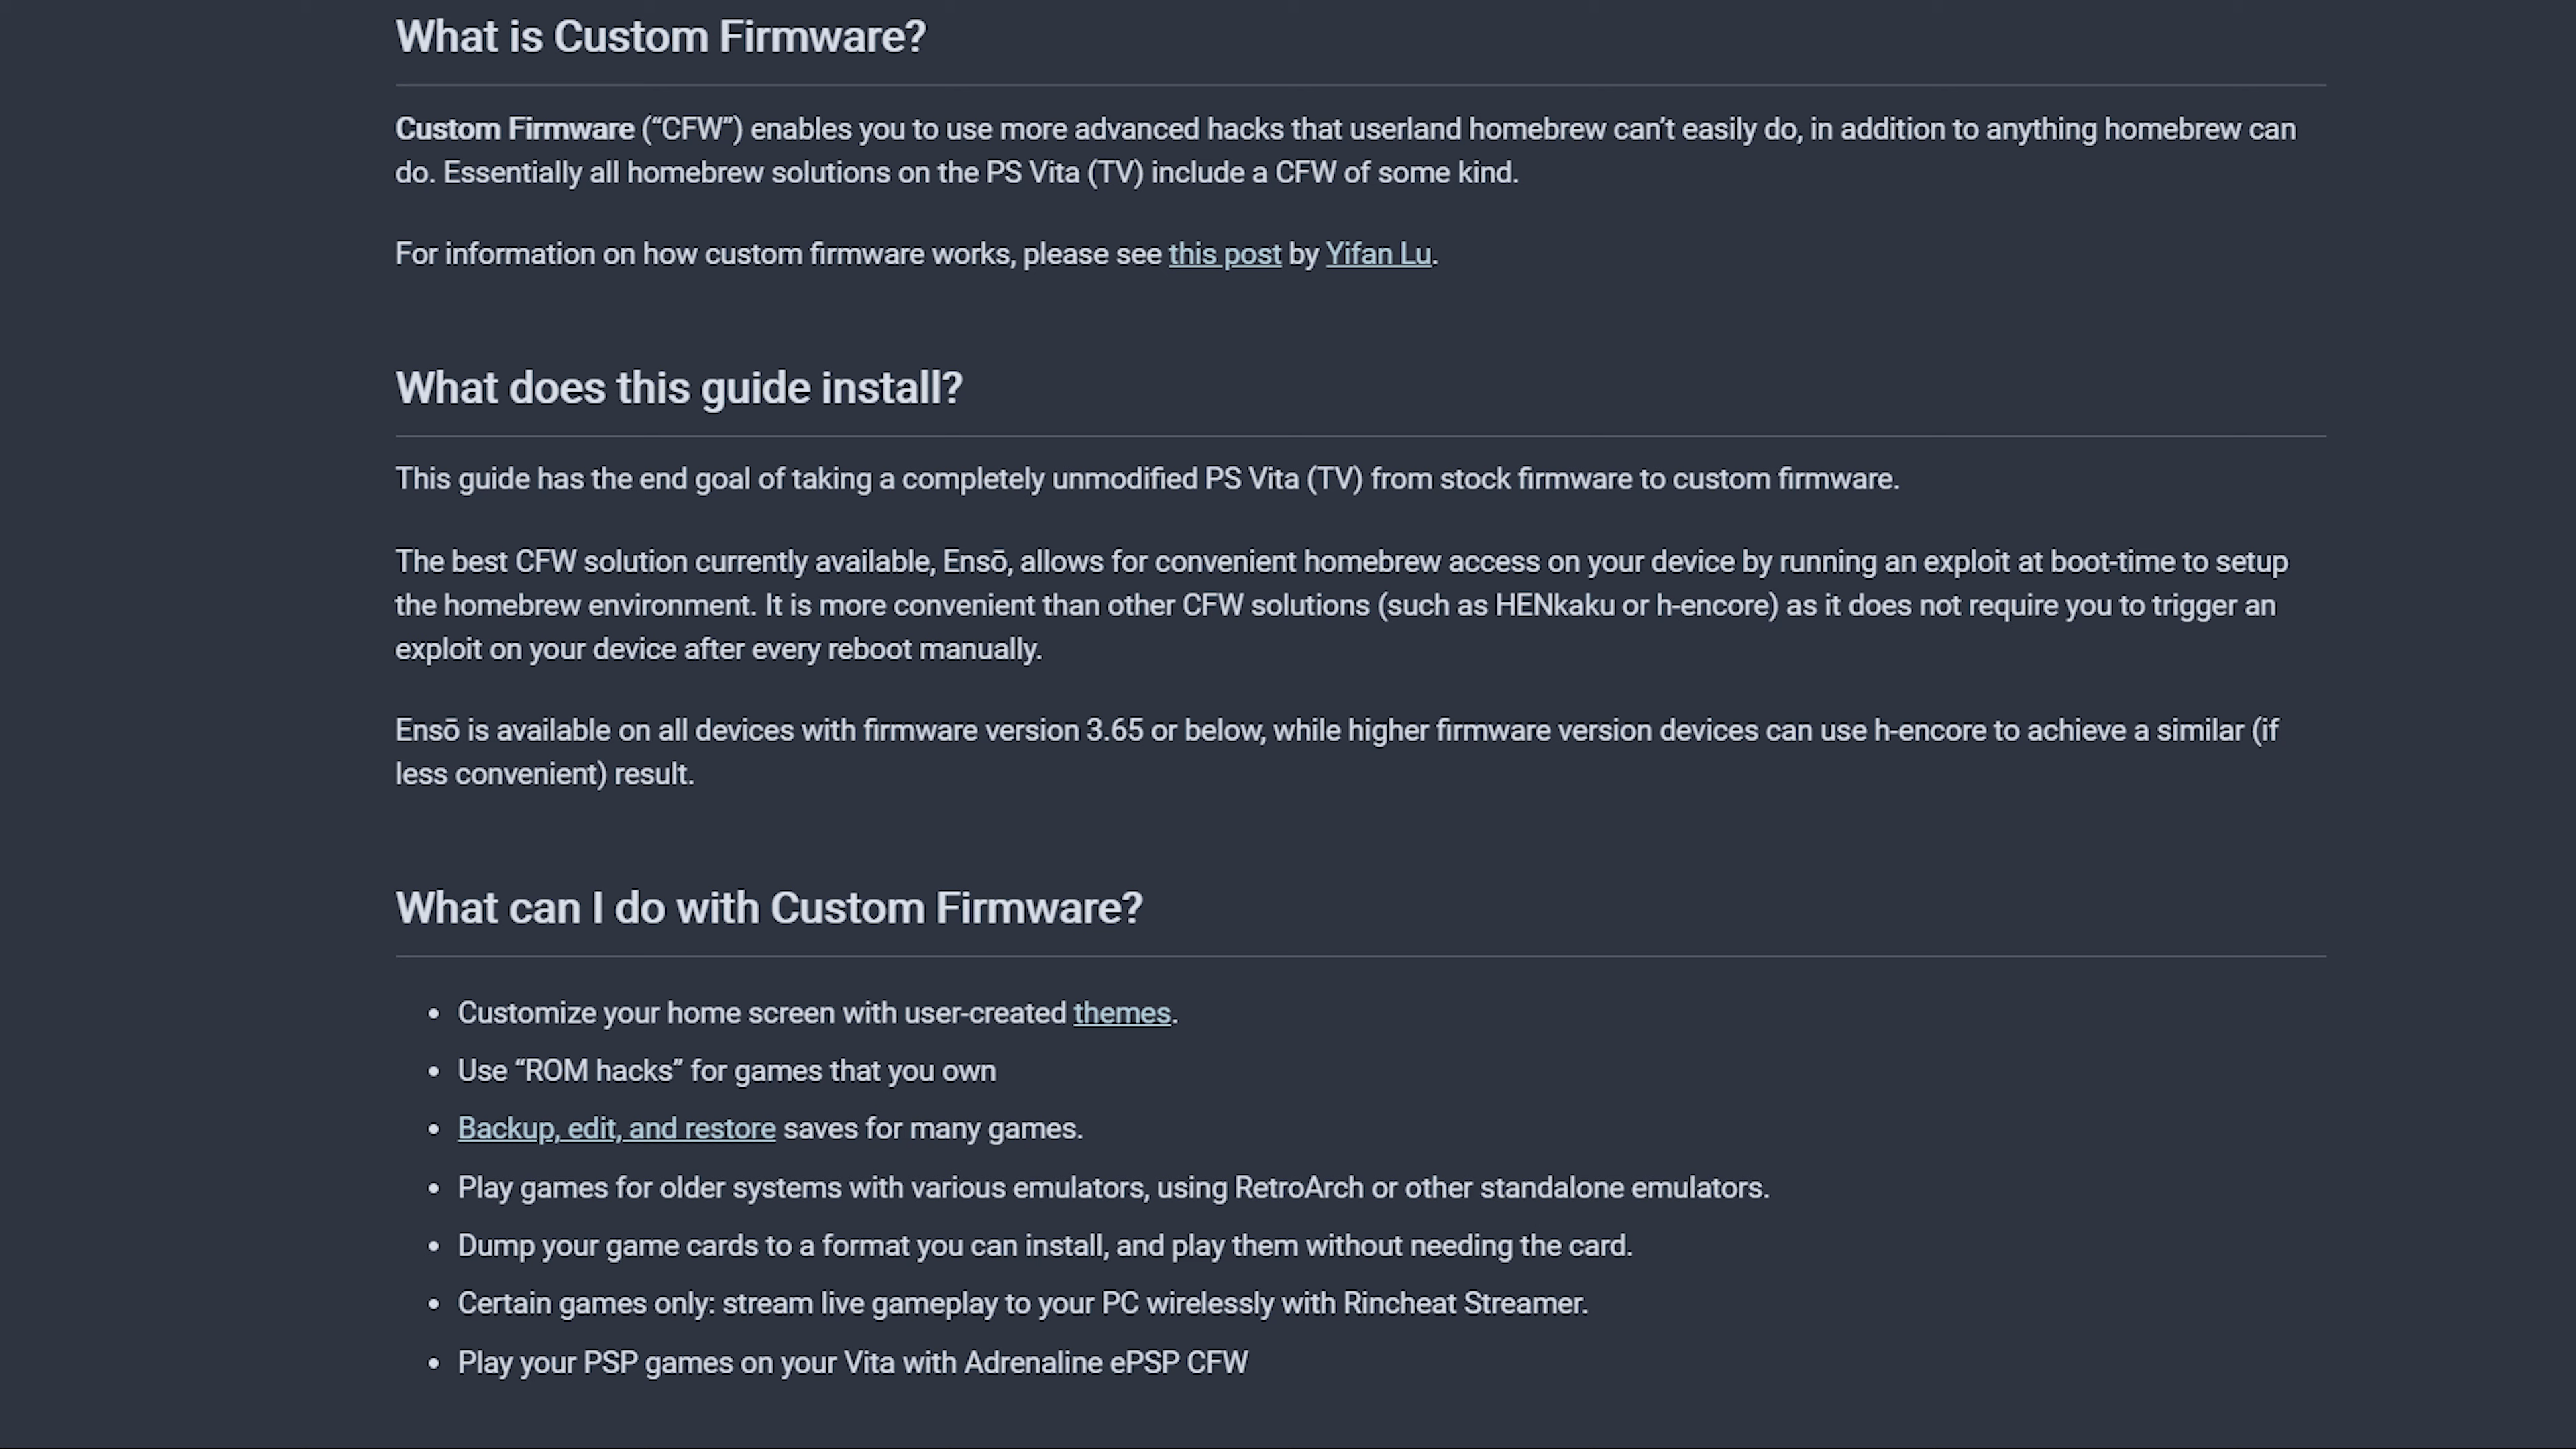 What is Custom Firmware?
Custom Firmware (“CFW”) enables you to use more advanced hacks that userland homebrew can’t easily do, in addition to anything homebrew can
do. Essentially all homebrew solutions on the PS Vita (TV) include a CFW of some kind.
For information on how custom firmware works, please see this post by Yifan Lu.
What does this guide install?
This guide has the end goal of taking a completely unmodified PS Vita (TV) from stock firmware to custom firmware.
The best CFW solution currently available, Ensō, allows for convenient homebrew access on your device by running an exploit at boot-time to setup
the homebrew environment. It is more convenient than other CFW solutions (such as HENkaku or h-encore) as it does not require you to trigger an
exploit on your device after every reboot manually.
Ensō is available on all devices with firmware version 3.65 or below, while higher firmware version devices can use h-encore to achieve a similar (if
less convenient) result.
What can I do with Custom Firmware?
• Customize your home screen with user-created themes.
• Use “ROM hacks” for games that you own
• Backup, edit, and restore saves for many games.
• Play games for older systems with various emulators, using RetroArch or other standalone emulators.
• Dump your game cards to a format you can install, and play them without needing the card.
• Certain games only: stream live gameplay to your PC wirelessly with Rincheat Streamer.
• Play your PSP games on your Vita with Adrenaline ePSP CFW